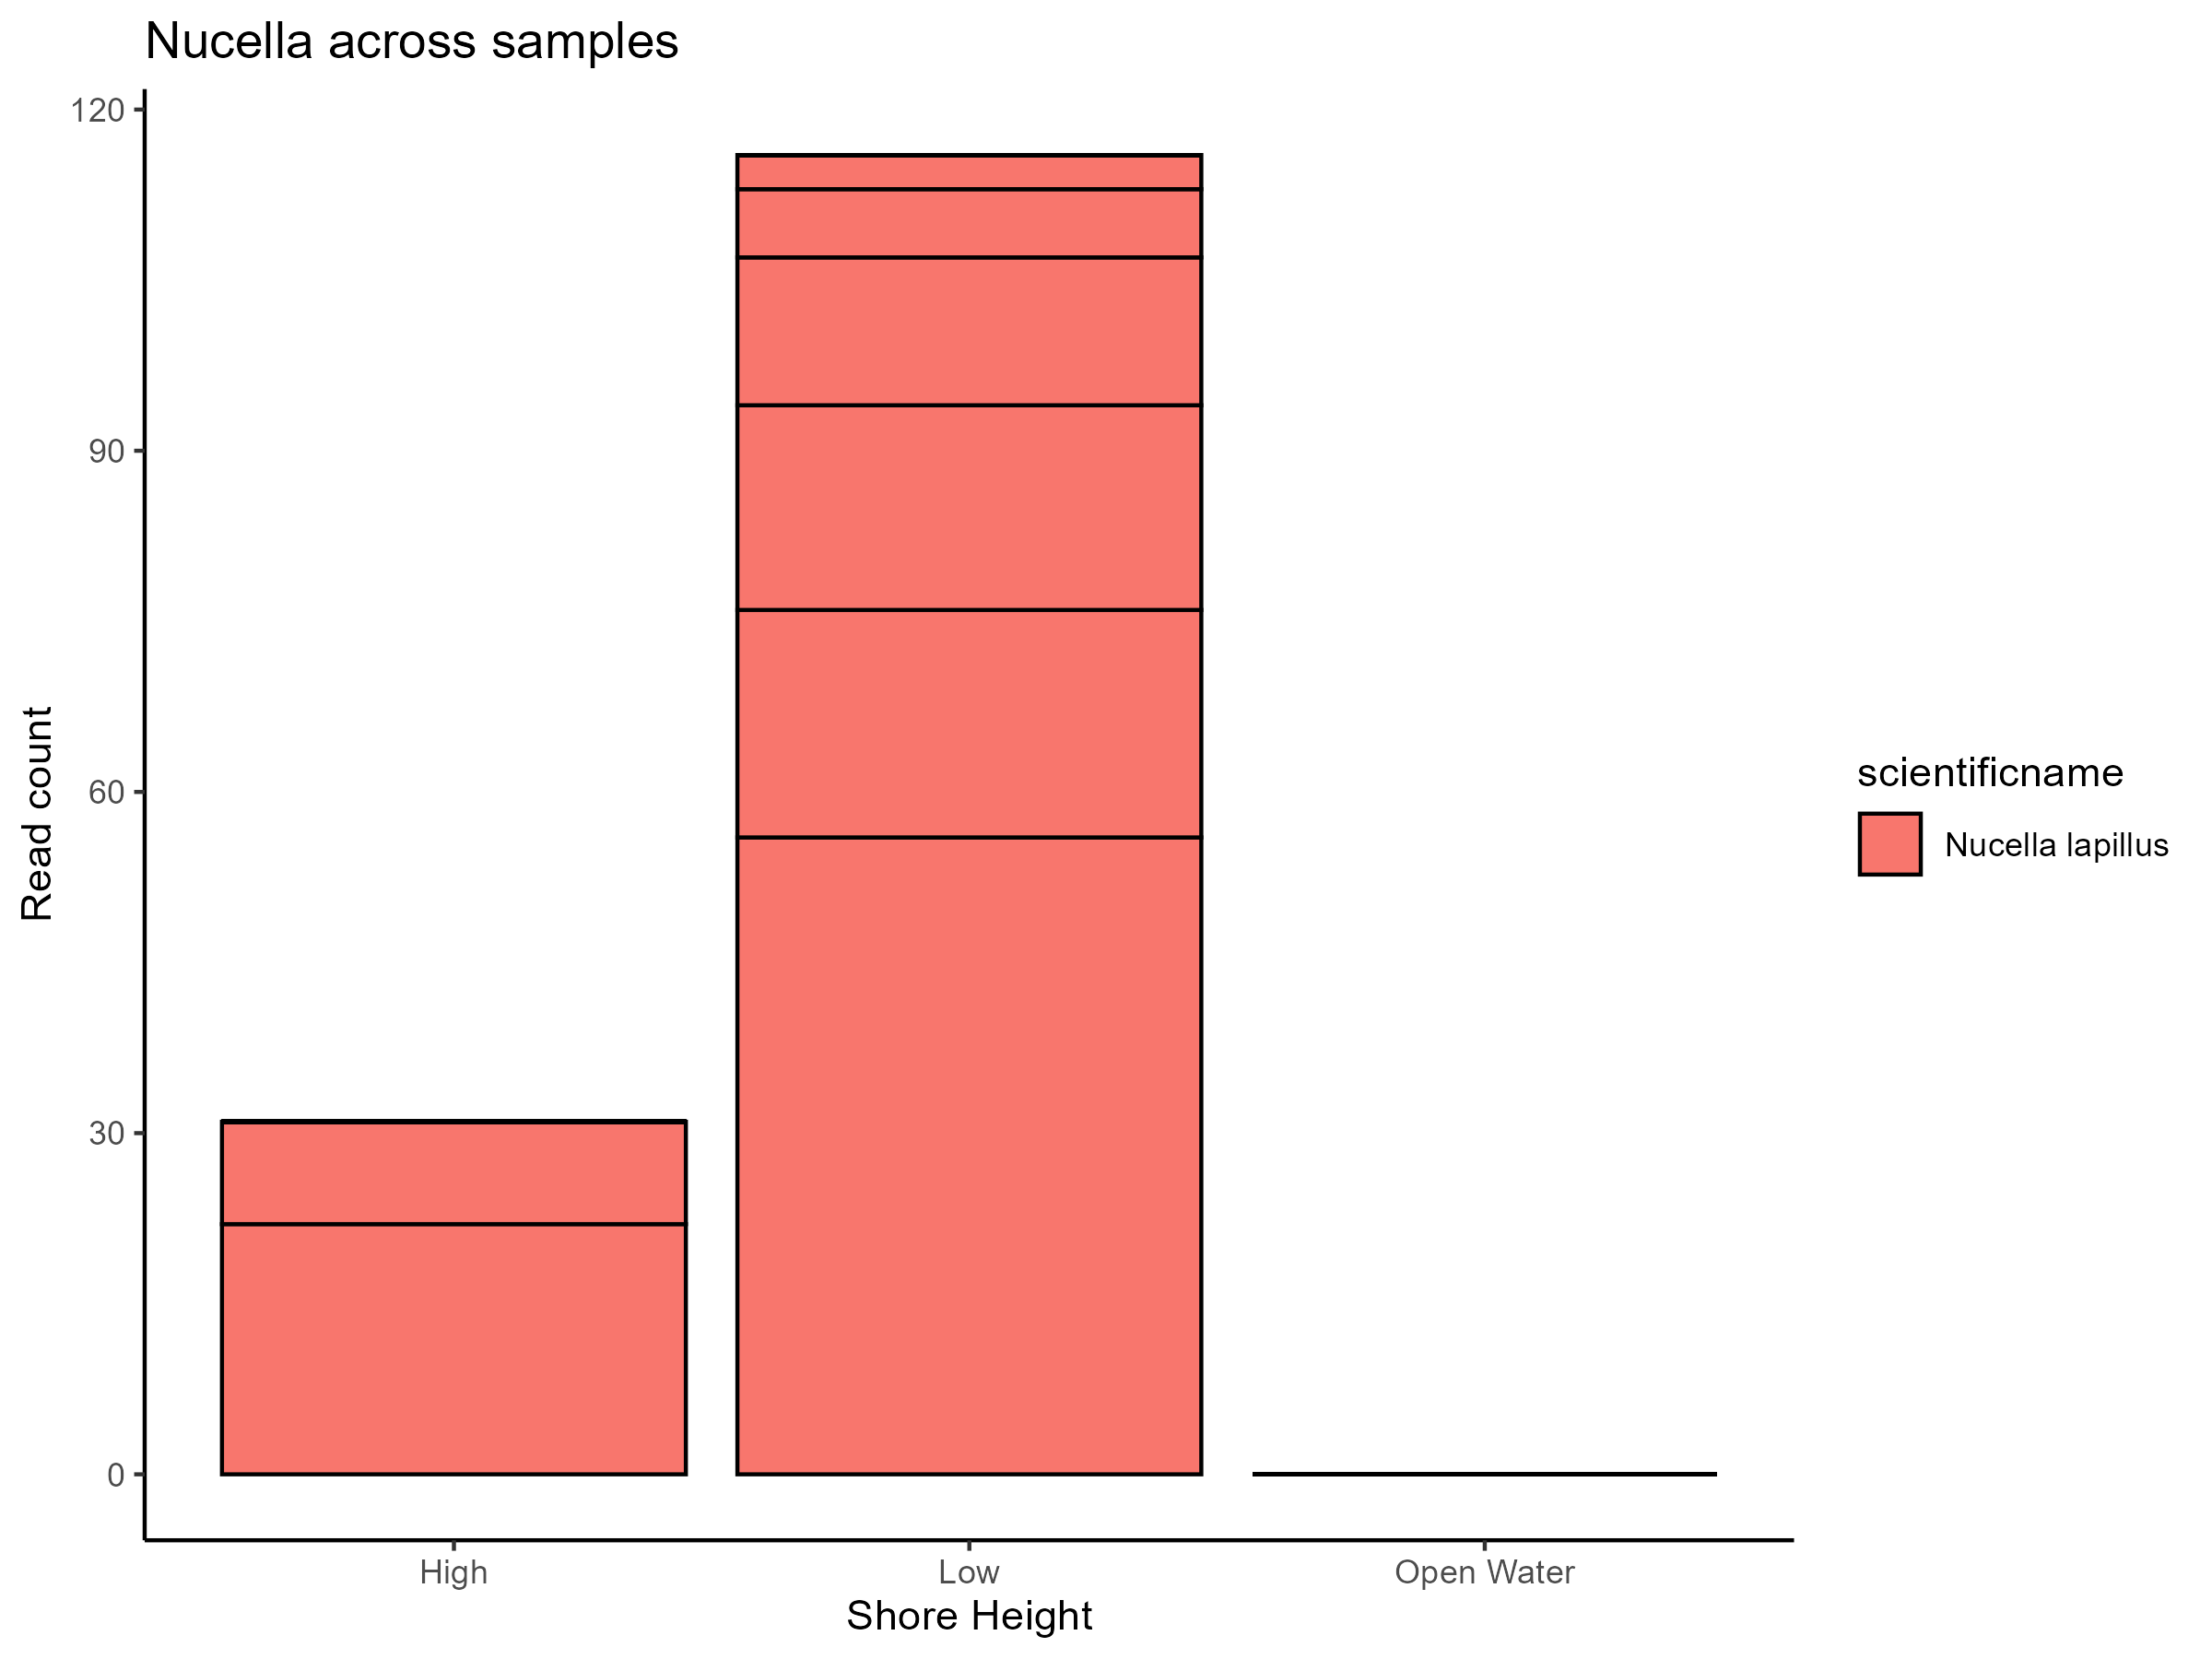 Nucella across samples
120
90
60
30
0
Read count
High
Low
Open Water
Shore Height
scientificname
Nucella lapillus